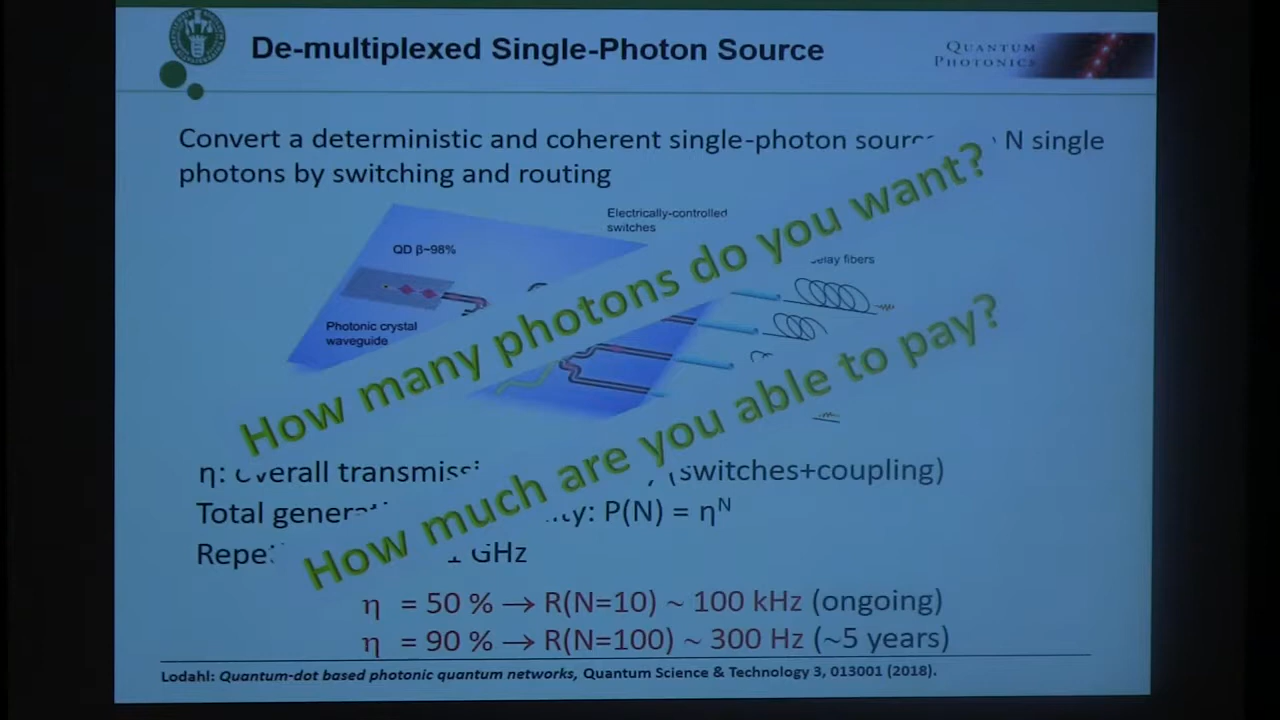 De-multiplexed Single-Photon Source
QUANTUM
PHOTONICS
Convert a deterministic and coherent single-photon N single
photons by switching and routing
Electrically-controlled
switches
QD β~98%
fibers
Photonic crystal
waveguide
How many photons do you want?
How much are you able to pay?
η: overall (switches+coupling)
Total P(N) = η^N
1 GHz
η = 50 % → R(N=10) ~ 100 kHz (ongoing)
η = 90 % → R(N=100) ~ 300 Hz (~5 years)
Lodahl: Quantum-dot based photonic quantum networks, Quantum Science & Technology 3, 013001 (2018).